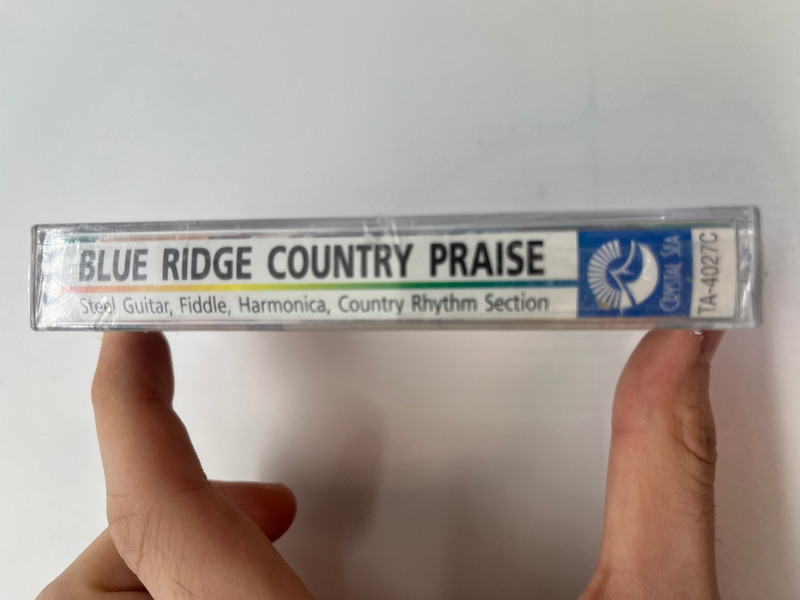 BLUE RIDGE COUNTRY PRAISE
Steel Guitar, Fiddle, Harmonica, Country Rhythm Section
CRYSTAL SEA
TA-4027C